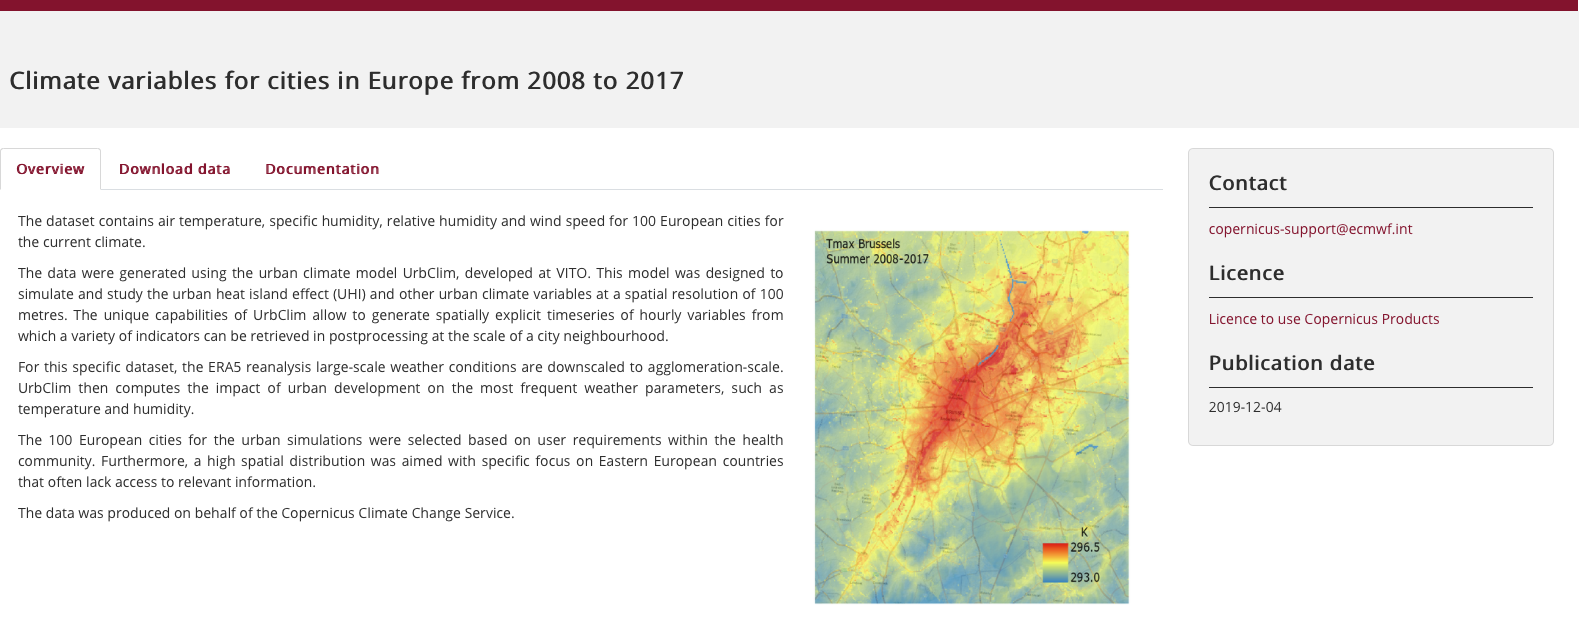 Climate variables for cities in Europe from 2008 to 2017
Overview
Download data
Documentation
The dataset contains air temperature, specific humidity, relative humidity and wind speed for 100 European cities for
the current climate.
The data were generated using the urban climate model UrbClim, developed at VITO. This model was designed to
simulate and study the urban heat island effect (UHI) and other urban climate variables at a spatial resolution of 100
metres. The unique capabilities of UrbClim allow to generate spatially explicit timeseries of hourly variables from
which a variety of indicators can be retrieved in postprocessing at the scale of a city neighbourhood.
For this specific dataset, the ERA5 reanalysis large-scale weather conditions are downscaled to agglomeration-scale.
UrbClim then computes the impact of urban development on the most frequent weather parameters, such as
temperature and humidity.
The 100 European cities for the urban simulations were selected based on user requirements within the health
community. Furthermore, a high spatial distribution was aimed with specific focus on Eastern European countries
that often lack access to relevant information.
The data was produced on behalf of the Copernicus Climate Change Service.
Tmax Brussels
Summer 2008-2017
K
296.5
293.0
Contact
copernicus-support@ecmwf.int
Licence
Licence to use Copernicus Products
Publication date
2019-12-04